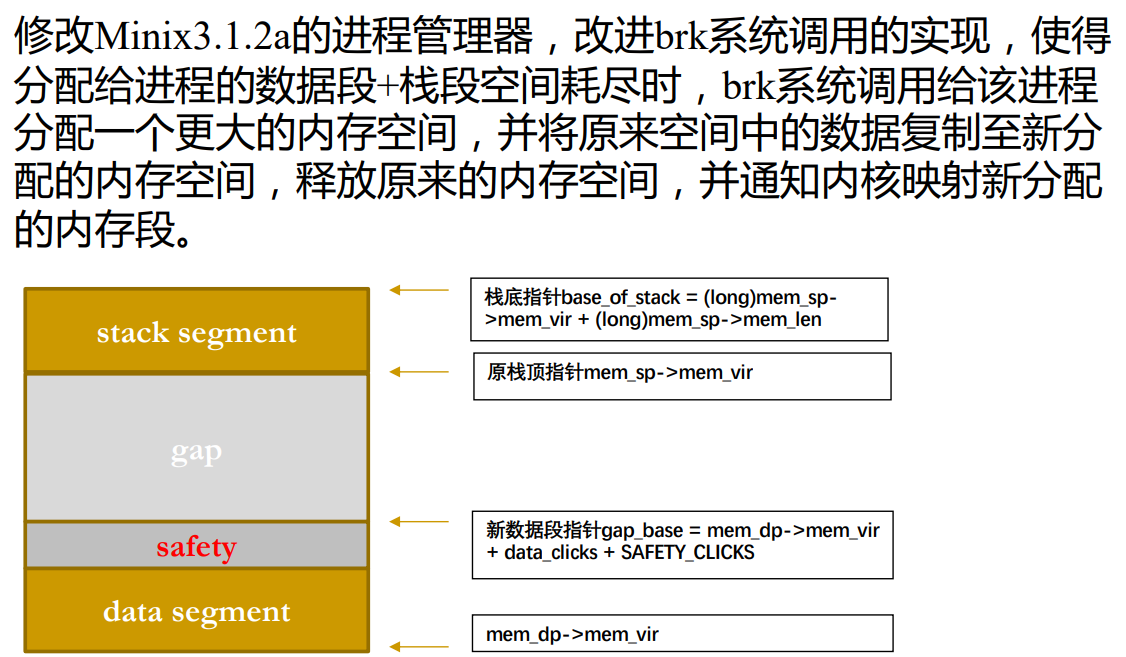 修改Minix3.1.2a的进程管理器，改进brk系统调用的实现，使得
分配给进程的数据段+栈段空间耗尽时，brk系统调用给该进程
分配一个更大的内存空间，并将原来空间中的数据复制至新分
配的内存空间，释放原来的内存空间，并通知内核映射新分配
的内存段。
栈底指针base_of_stack = (long)mem_sp-
>mem_vir + (long)mem_sp->mem_len
stack segment
原栈顶指针mem_sp->mem_vir
gap
新数据段指针gap_base = mem_dp->mem_vir
+ data_clicks + SAFETY_CLICKS
safety
data segment
mem_dp->mem_vir